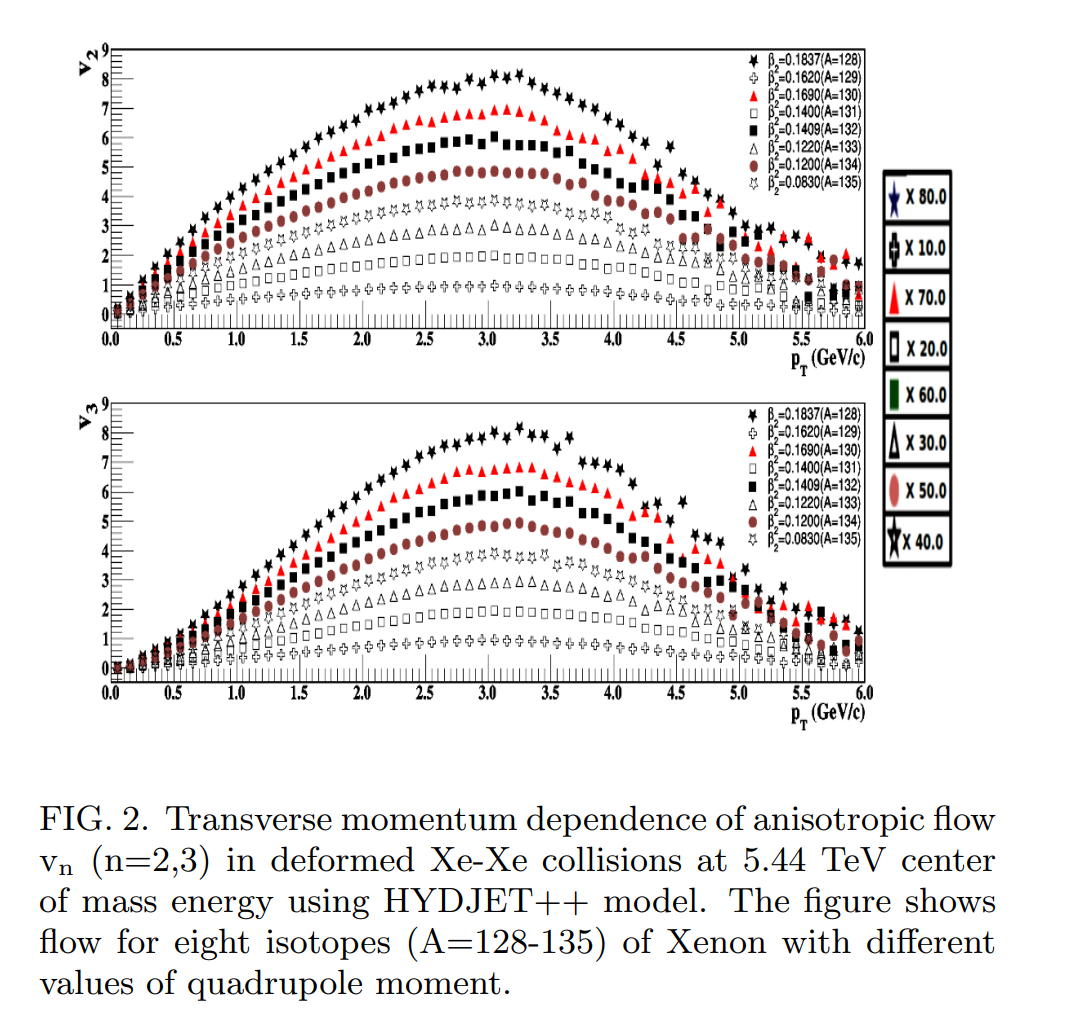 v2
9
8
7
6
5
4
3
2
1
0
β2=0.1837(A=128)
β2=0.1620(A=129)
β2=0.1690(A=130)
β2=0.1400(A=131)
β2=0.1409(A=132)
β2=0.1220(A=133)
β2=0.1200(A=134)
β2=0.0830(A=135)
0.0 0.5 1.0 1.5 2.0 2.5 3.0 3.5 4.0 4.5 5.0 5.5 6.0
pT (GeV/c)
X 80.0
X 10.0
X 70.0
X 20.0
X 60.0
X 30.0
X 50.0
X 40.0
v3
9
8
7
6
5
4
3
2
1
0
β2=0.1837(A=128)
β2=0.1620(A=129)
β2=0.1690(A=130)
β2=0.1400(A=131)
β2=0.1409(A=132)
β2=0.1220(A=133)
β2=0.1200(A=134)
β2=0.0830(A=135)
0.0 0.5 1.0 1.5 2.0 2.5 3.0 3.5 4.0 4.5 5.0 5.5 6.0
pT (GeV/c)
FIG. 2. Transverse momentum dependence of anisotropic flow
vn (n=2,3) in deformed Xe-Xe collisions at 5.44 TeV center
of mass energy using HYDJET++ model. The figure shows
flow for eight isotopes (A=128-135) of Xenon with different
values of quadrupole moment.